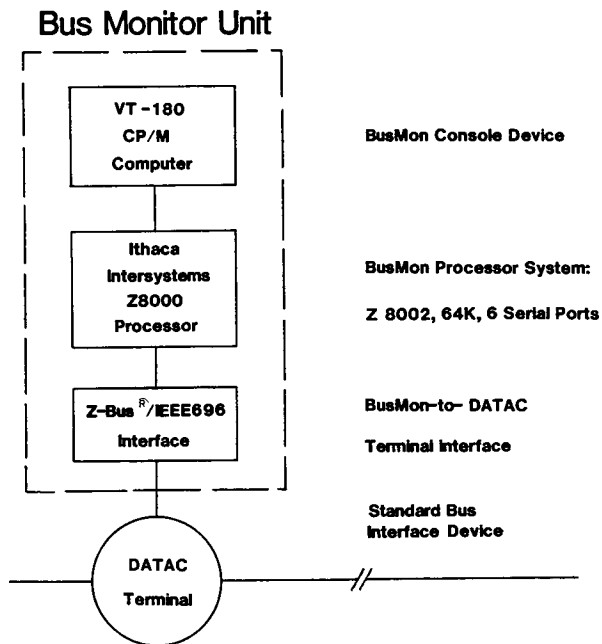 Bus Monitor Unit
VT-180
CP/M
Computer
BusMon Console Device
Ithaca
Intersystems
Z8000
Processor
BusMon Processor System:
Z 8002, 64K, 6 Serial Ports
Z-Bus®/IEEE696
Interface
BusMon-to- DATAC
Terminal Interface
Standard Bus
Interface Device
DATAC
Terminal